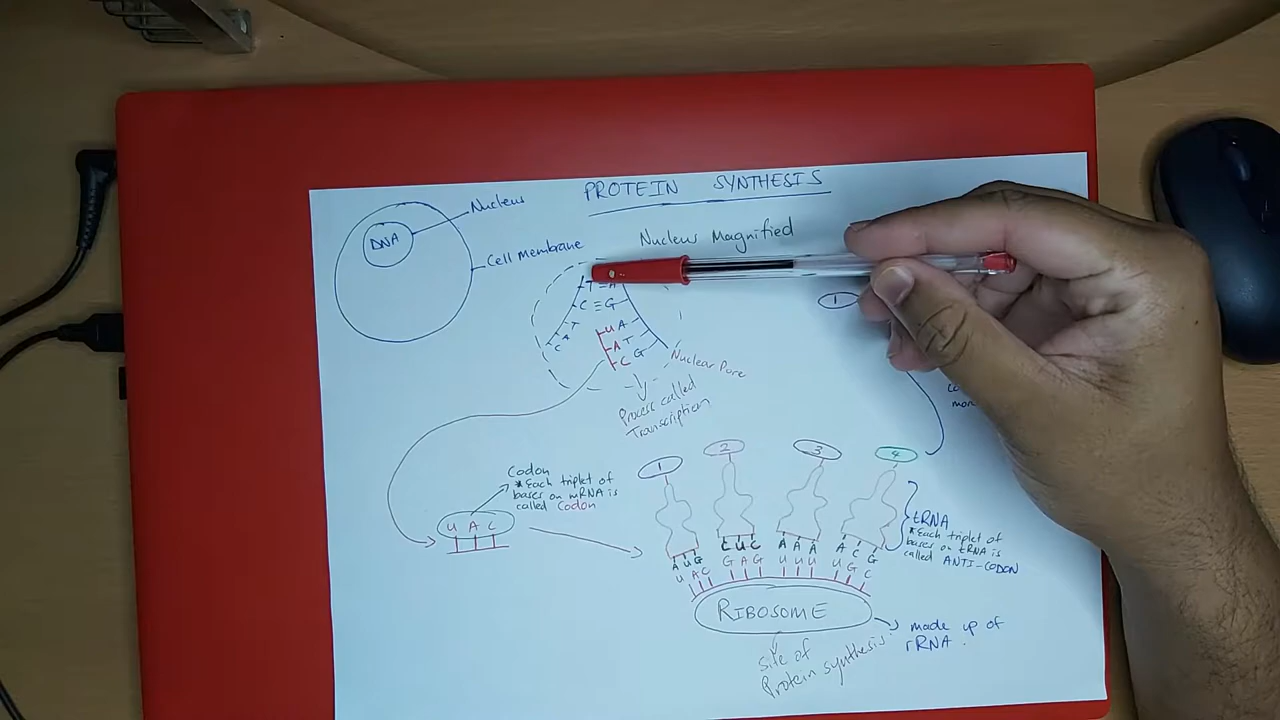 PROTEIN SYNTHESIS
Nucleus
DNA
Cell Membrane
Nucleus Magnified
T = A
C ≡ G
T
U A
A
A T
C
C G
Nuclear Pore
Process called
Transcription
1
Codon
*Each triplet of
bases on mRNA is
called Codon
U A C
1
2
3
4
tRNA
*Each triplet of
bases on tRNA is
called ANTI-CODON
A U G
C U C
A A A
A C G
U A C
G A G
U U U
U G C
RIBOSOME
made up of
rRNA.
site of
Protein synthesis